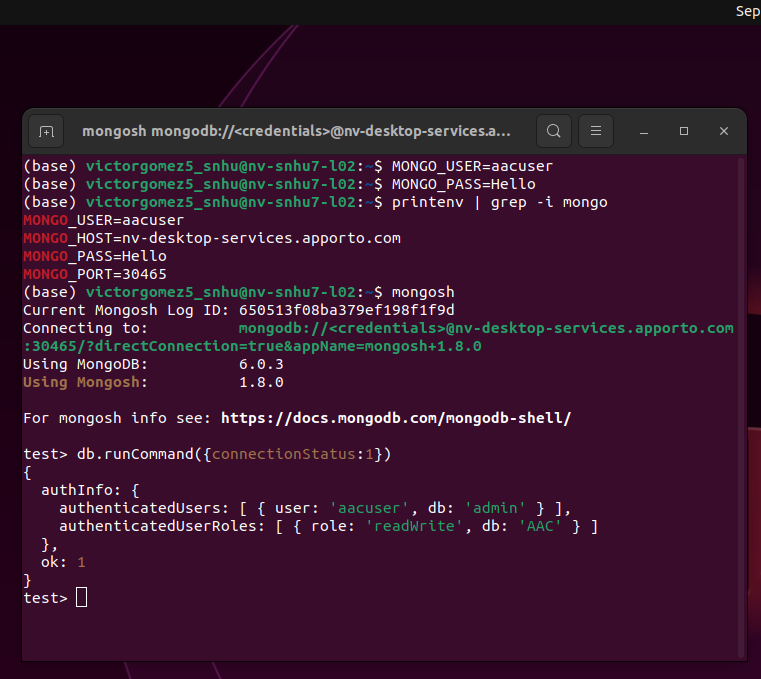 Sep
mongosh mongodb://<credentials>@nv-desktop-services.a...
(base) victorgomez5_snhu@nv-snhu7-l02:~$ MONGO_USER=aacuser
(base) victorgomez5_snhu@nv-snhu7-l02:~$ MONGO_PASS=Hello
(base) victorgomez5_snhu@nv-snhu7-l02:~$ printenv | grep -i mongo
MONGO_USER=aacuser
MONGO_HOST=nv-desktop-services.apporto.com
MONGO_PASS=Hello
MONGO_PORT=30465
(base) victorgomez5_snhu@nv-snhu7-l02:~$ mongosh
Current Mongosh Log ID: 650513f08ba379ef198f1f9d
Connecting to: mongodb://<credentials>@nv-desktop-services.apporto.com
:30465/?directConnection=true&appName=mongosh+1.8.0
Using MongoDB: 6.0.3
Using Mongosh: 1.8.0
For mongosh info see: https://docs.mongodb.com/mongodb-shell/
test> db.runCommand({connectionStatus:1})
{
  authInfo: {
    authenticatedUsers: [ { user: 'aacuser', db: 'admin' } ],
    authenticatedUserRoles: [ { role: 'readWrite', db: 'AAC' } ]
  },
  ok: 1
}
test>